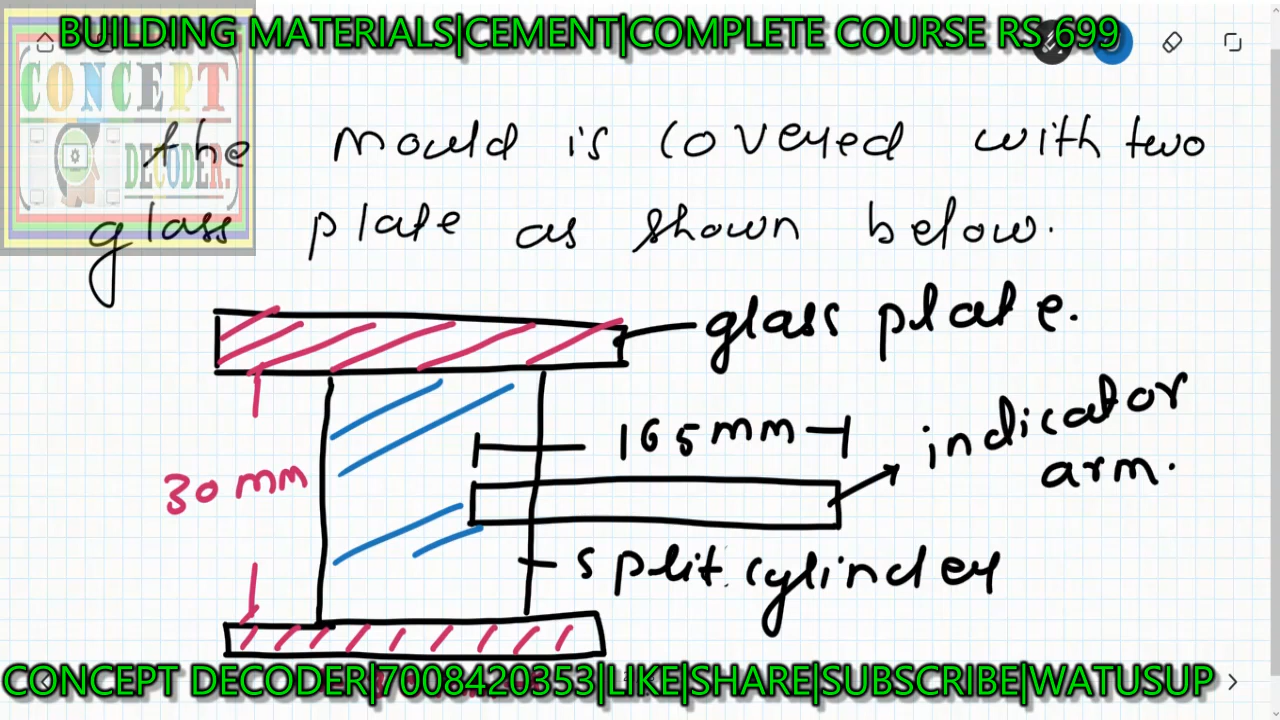 BUILDING MATERIALS|CEMENT|COMPLETE COURSE RS 699
CONCEPT
DECODER.
the mould is covered with two
glass plate as shown below.
glass plate.
165mm
indicator
arm.
30mm
split cylinder
CONCEPT DECODER|7008420353|LIKE|SHARE|SUBSCRIBE|WATUSUP